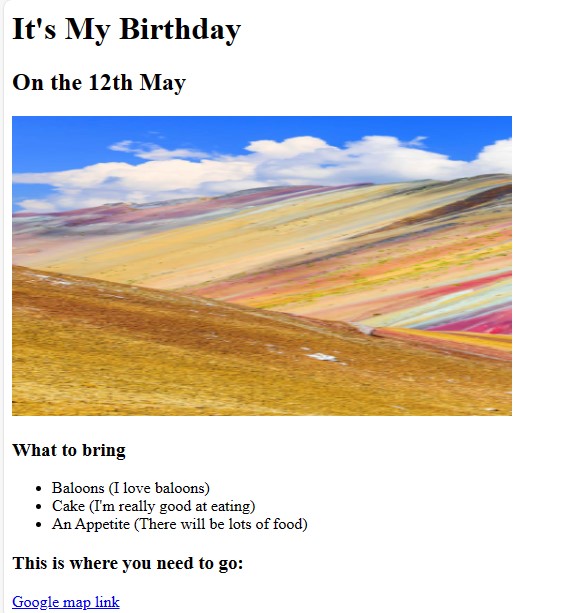 It's My Birthday
On the 12th May
What to bring
Baloons (I love baloons)
Cake (I'm really good at eating)
An Appetite (There will be lots of food)
This is where you need to go:
Google map link